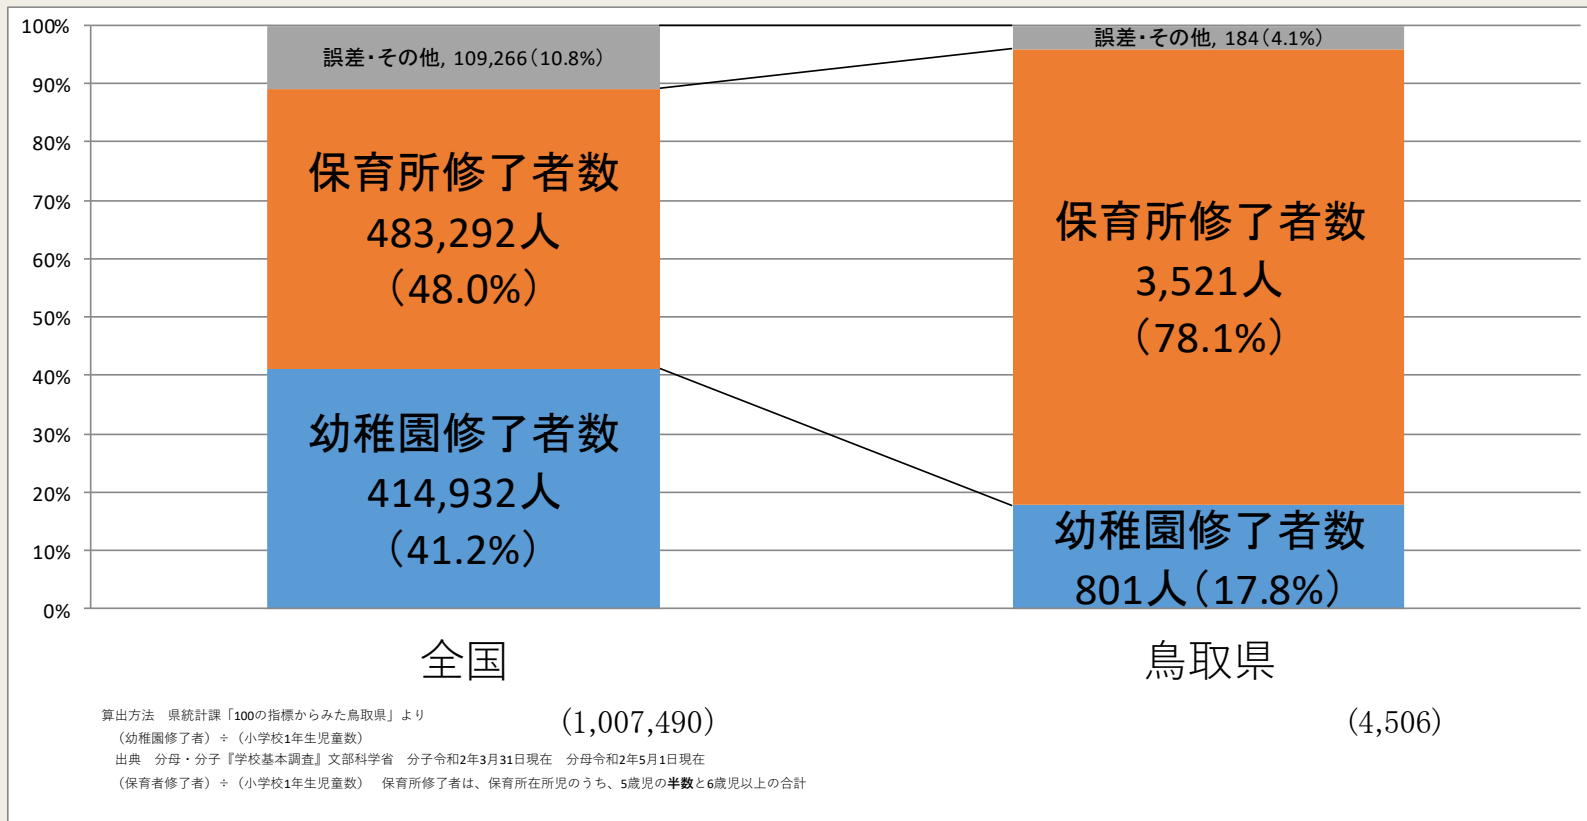 100%
90%
80%
70%
60%
50%
40%
30%
20%
10%
0%
誤差・その他, 109,266(10.8%)
保育所修了者数
483,292人
(48.0%)
幼稚園修了者数
414,932人
(41.2%)
誤差・その他, 184(4.1%)
保育所修了者数
3,521人
(78.1%)
幼稚園修了者数
801人(17.8%)
全国
鳥取県
(1,007,490)
(4,506)
算出方法　県統計課「100の指標からみた鳥取県」より
（幼稚園修了者）÷（小学校1年生児童数）
出典　分母・分子『学校基本調査』文部科学省　分子令和2年3月31日現在　分母令和2年5月1日現在
（保育者修了者）÷（小学校1年生児童数）　保育所修了者は、保育所在所児のうち、5歳児の半数と6歳児以上の合計